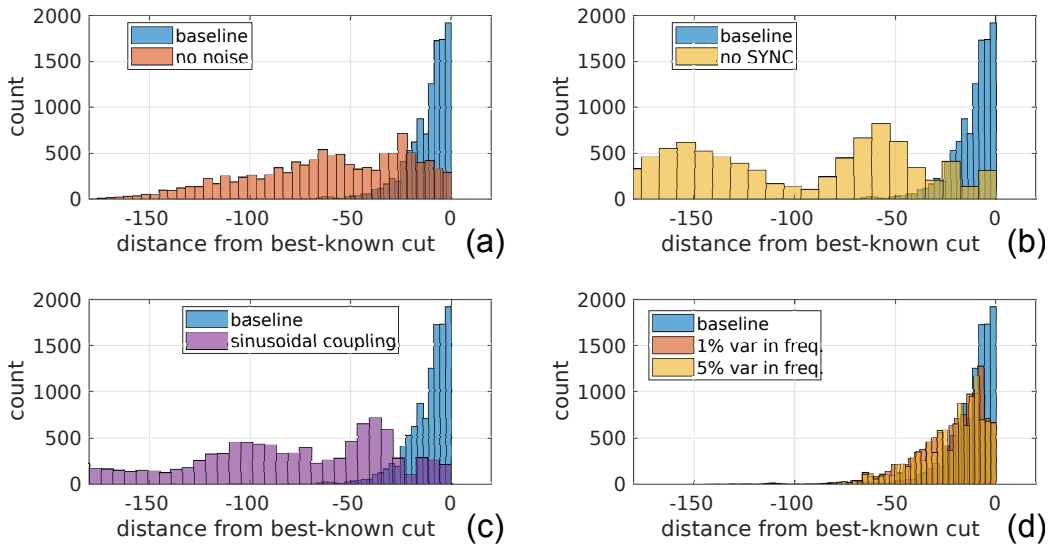 2000
1500
1000
500
0
count
baseline
no noise
-150
-100
-50
0
distance from best-known cut
(a)
2000
1500
1000
500
0
count
baseline
no SYNC
-150
-100
-50
0
distance from best-known cut
(b)
2000
1500
1000
500
0
count
baseline
sinusoidal coupling
-150
-100
-50
0
distance from best-known cut
(c)
2000
1500
1000
500
0
count
baseline
1% var in freq.
5% var in freq.
-150
-100
-50
0
distance from best-known cut
(d)